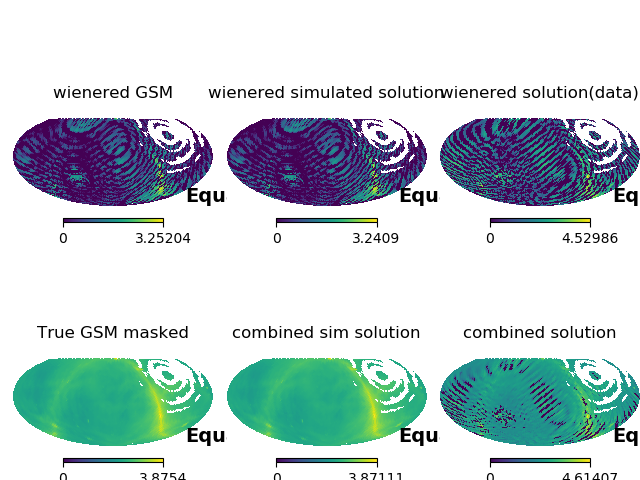 wienered GSM wienered simulated solution wienered solution(data)
Equ Equ Eq
0 3.25204 0 3.2409 0 4.52986
True GSM masked combined sim solution combined solution
Equ Equ Eq
0 3.8754 0 3.87111 0 4.61407